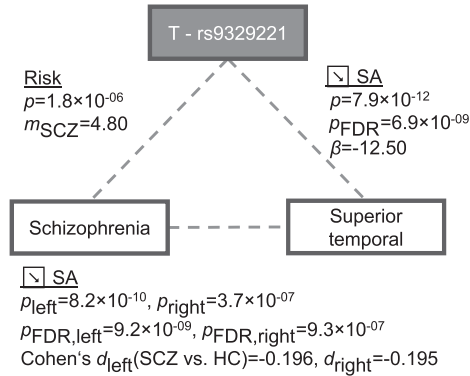 T - rs9329221
Risk
p=1.8×10⁻⁰⁶
mSCZ=4.80
↘ SA
p=7.9×10⁻¹²
pFDR=6.9×10⁻⁰⁹
β=-12.50
Schizophrenia
Superior
temporal
↘ SA
pleft=8.2×10⁻¹⁰, pright=3.7×10⁻⁰⁷
pFDR,left=9.2×10⁻⁰⁹, pFDR,right=9.3×10⁻⁰⁷
Cohen‘s dleft(SCZ vs. HC)=-0.196, dright=-0.195